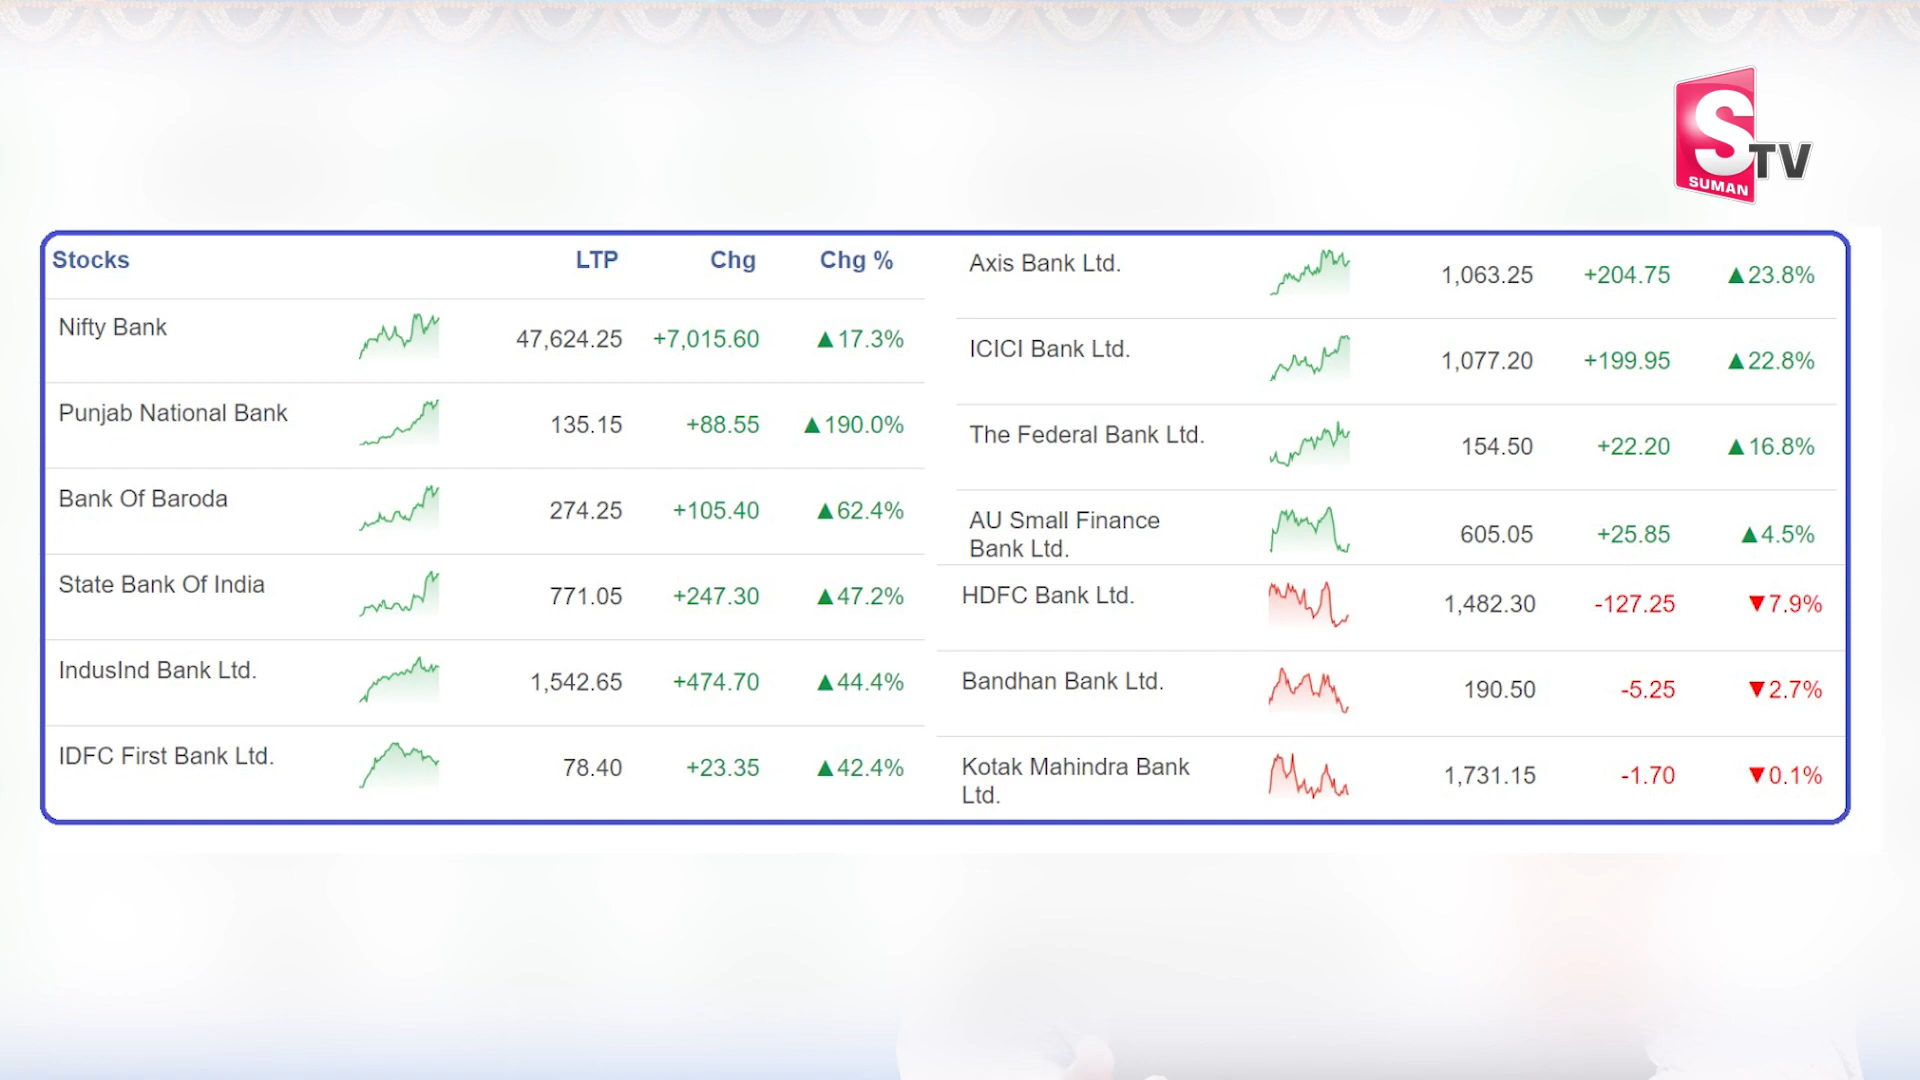 S TV
SUMAN
Stocks LTP Chg Chg %
Nifty Bank 47,624.25 +7,015.60 ▲17.3%
Punjab National Bank 135.15 +88.55 ▲190.0%
Bank Of Baroda 274.25 +105.40 ▲62.4%
State Bank Of India 771.05 +247.30 ▲47.2%
IndusInd Bank Ltd. 1,542.65 +474.70 ▲44.4%
IDFC First Bank Ltd. 78.40 +23.35 ▲42.4%
Axis Bank Ltd. 1,063.25 +204.75 ▲23.8%
ICICI Bank Ltd. 1,077.20 +199.95 ▲22.8%
The Federal Bank Ltd. 154.50 +22.20 ▲16.8%
AU Small Finance
Bank Ltd. 605.05 +25.85 ▲4.5%
HDFC Bank Ltd. 1,482.30 -127.25 ▼7.9%
Bandhan Bank Ltd. 190.50 -5.25 ▼2.7%
Kotak Mahindra Bank
Ltd. 1,731.15 -1.70 ▼0.1%